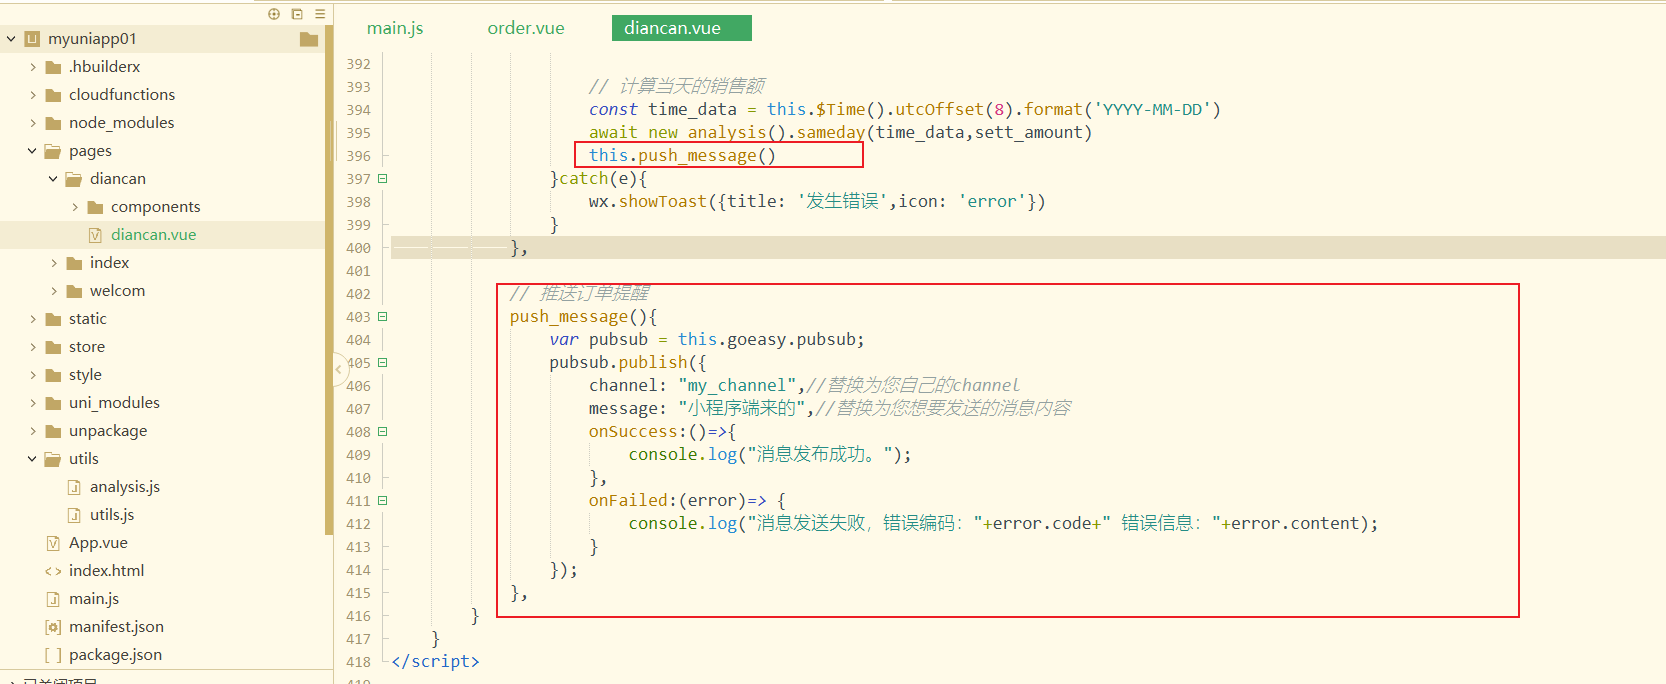 myuniapp01
.hbuilderx
cloudfunctions
node_modules
pages
diancan
components
diancan.vue
index
welcom
static
store
style
uni_modules
unpackage
utils
analysis.js
utils.js
App.vue
index.html
main.js
manifest.json
package.json
已关闭项目
main.js order.vue diancan.vue
392
393 // 计算当天的销售额
394 const time_data = this.$Time().utcOffset(8).format('YYYY-MM-DD')
395 await new analysis().sameday(time_data,sett_amount)
396 this.push_message()
397 }catch(e){
398 wx.showToast({title: '发生错误',icon: 'error'})
399 }
400 },
401
402 // 推送订单提醒
403 push_message(){
404 var pubsub = this.goeasy.pubsub;
405 pubsub.publish({
406 channel: "my_channel",//替换为您自己的channel
407 message: "小程序端来的",//替换为您想要发送的消息内容
408 onSuccess:()=>{
409 console.log("消息发布成功。");
410 },
411 onFailed:(error)=> {
412 console.log("消息发送失败，错误编码："+error.code+" 错误信息："+error.content);
413 }
414 });
415 },
416 }
417 }
418 </script>
419